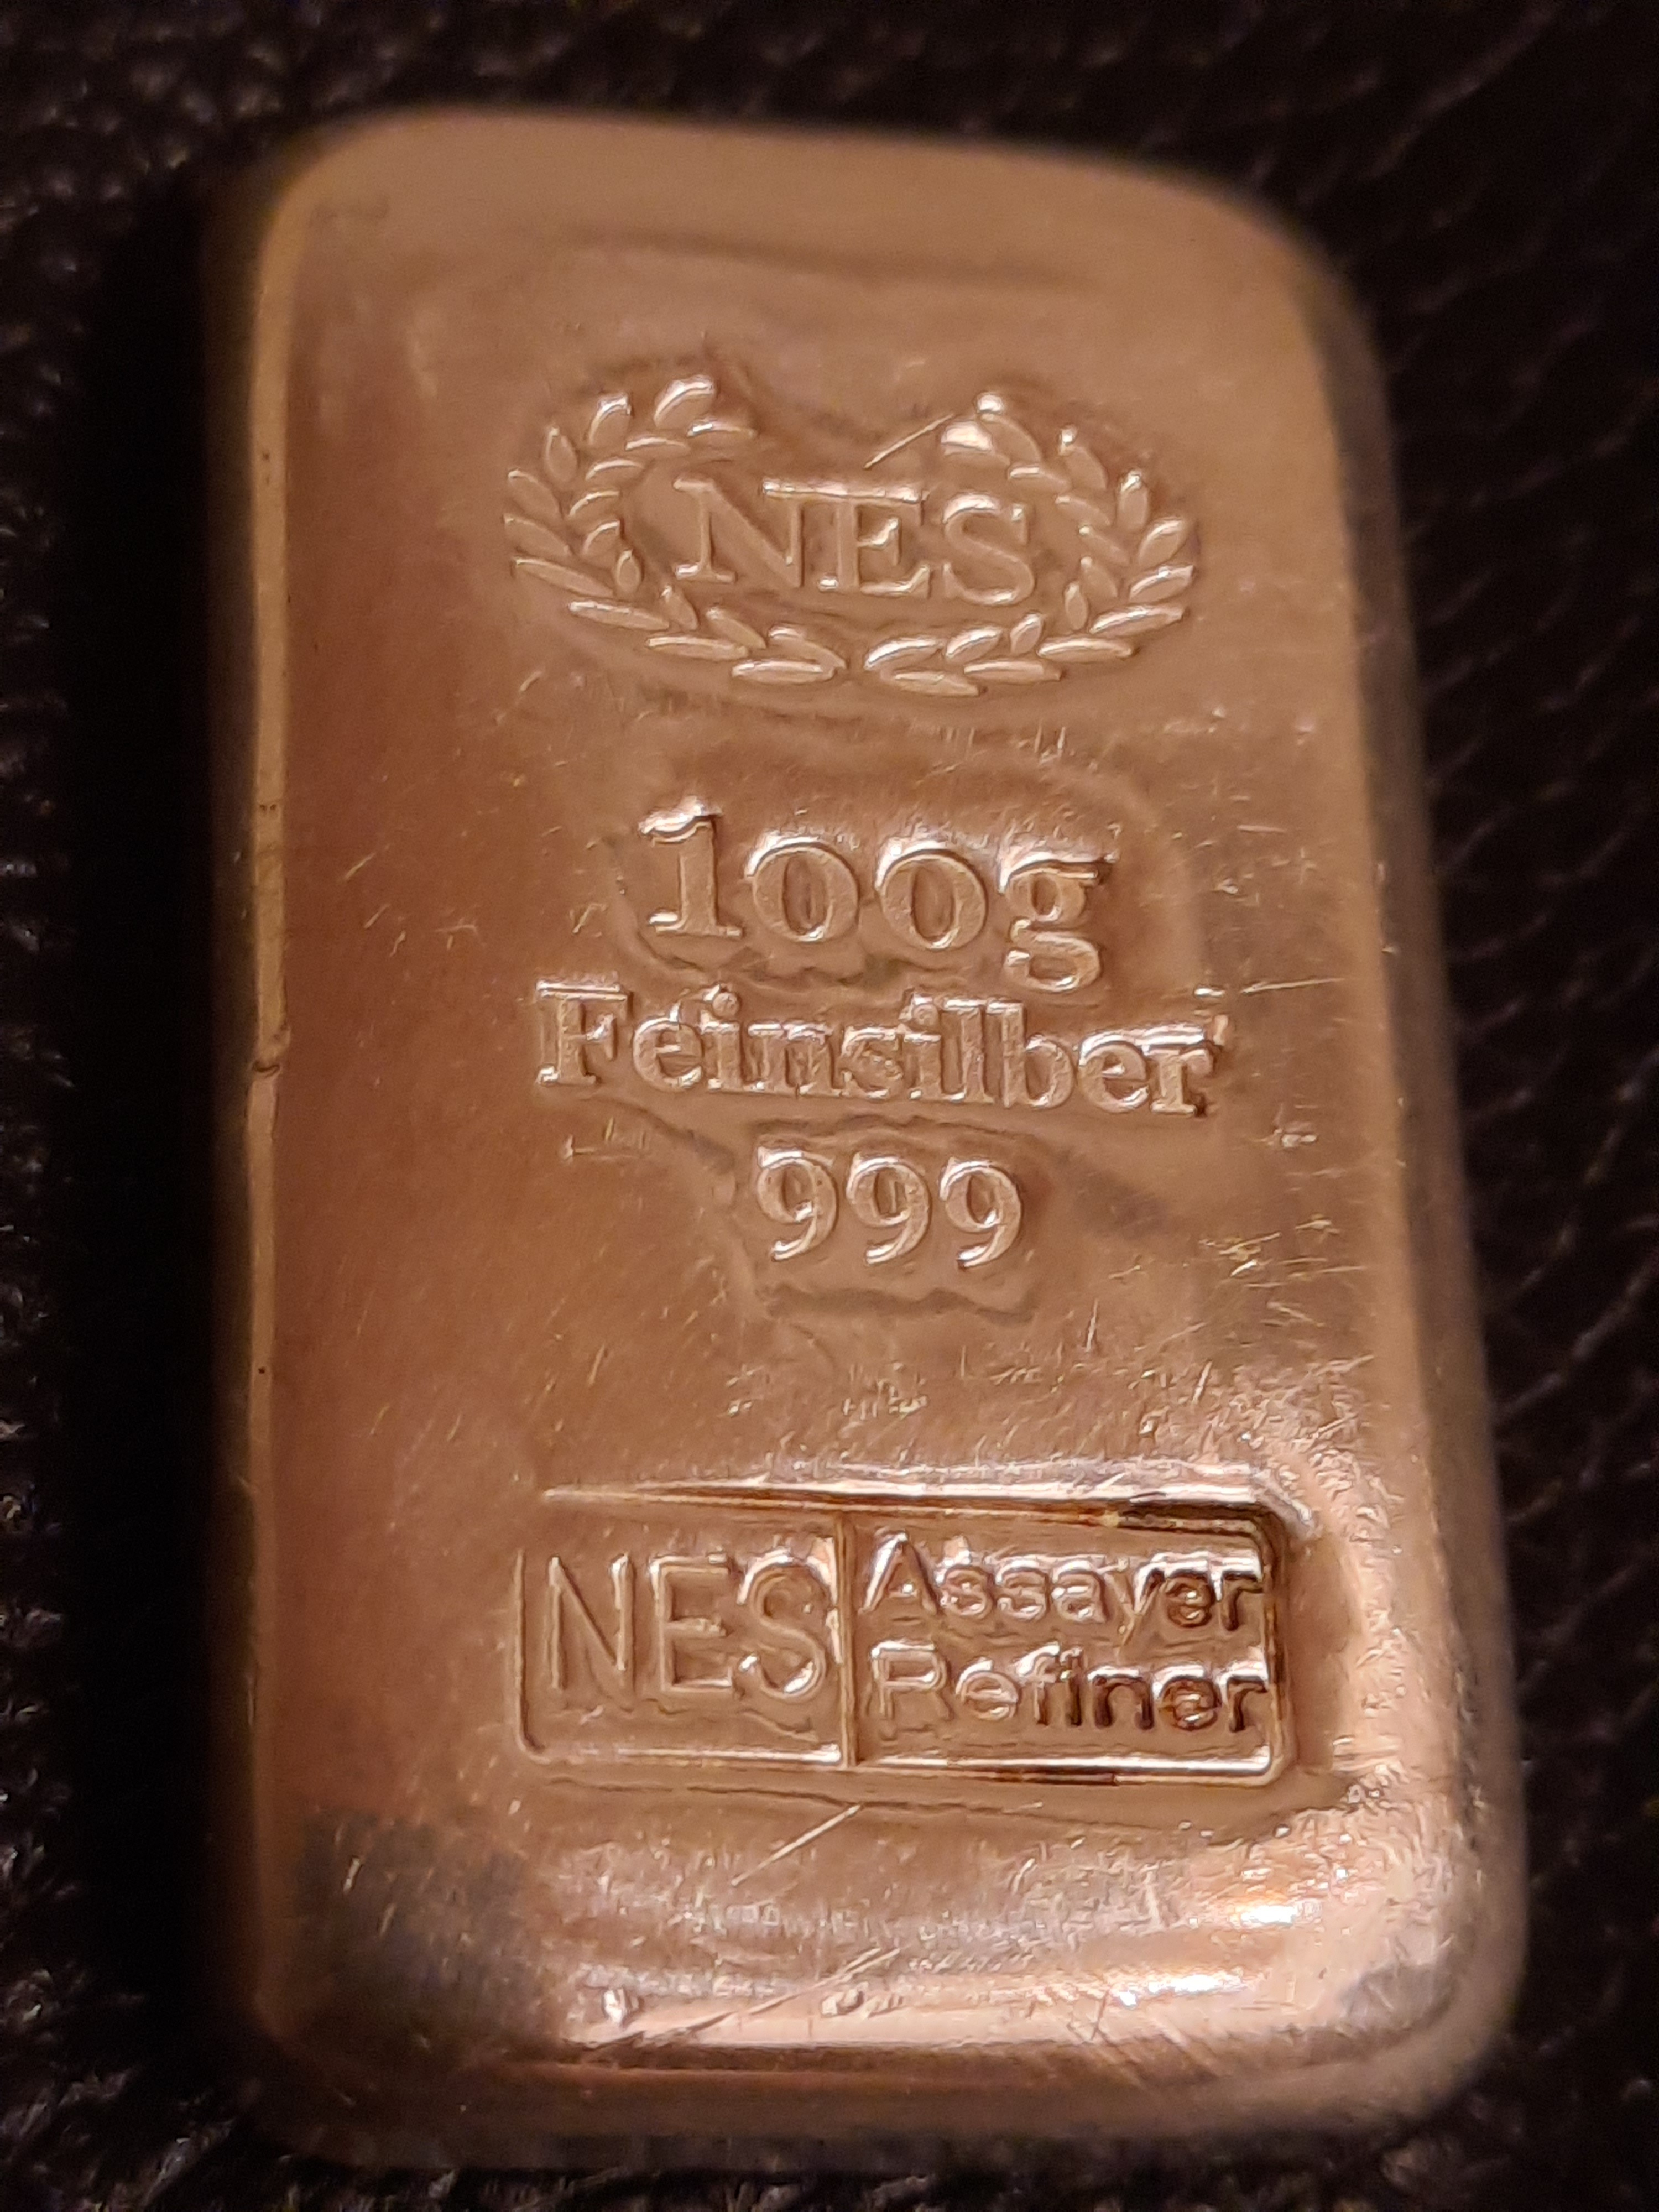 NES
100g
Feinsilber
999
NES
Assayer
Refiner